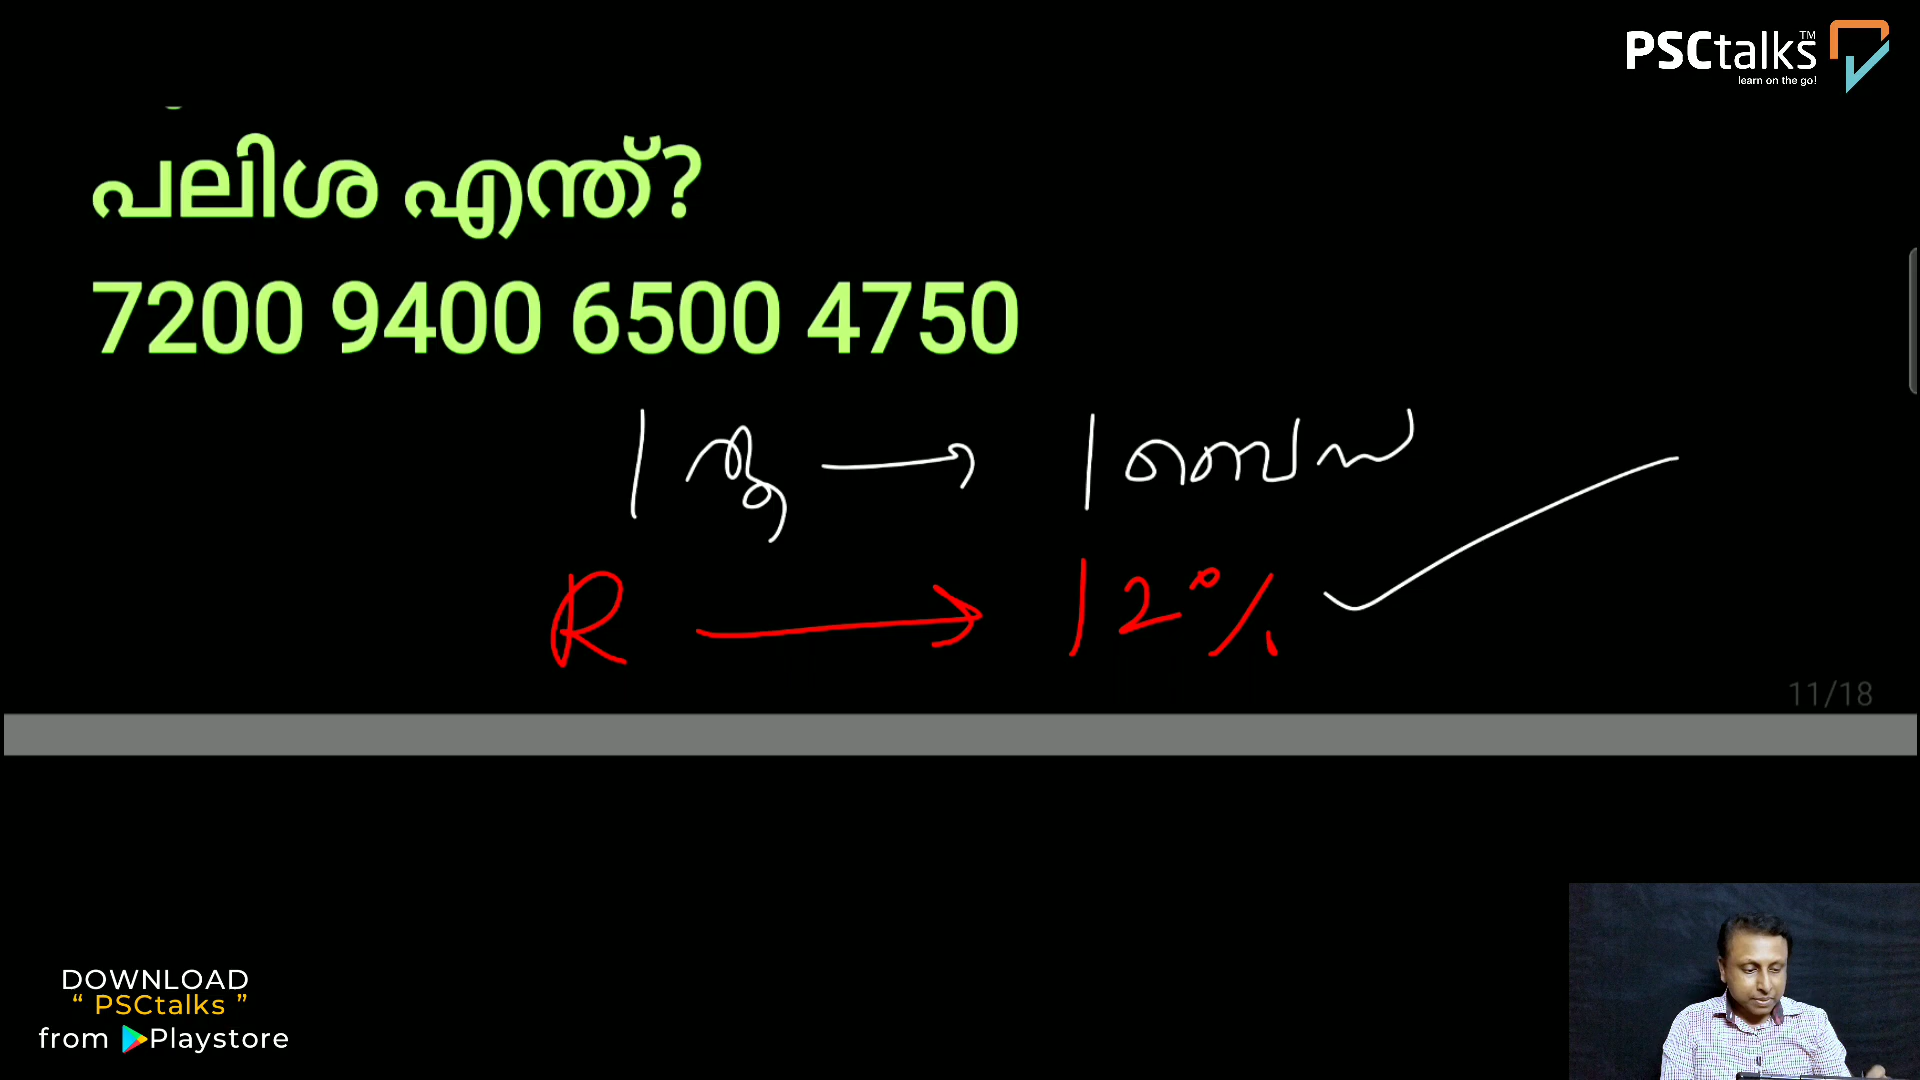 PSCtalks™
learn on the go!
പലിശ എന്ത്?
7200 9400 6500 4750
1 രൂ → 1
R → 12%
11/18
DOWNLOAD
“ PSCtalks ”
from Playstore